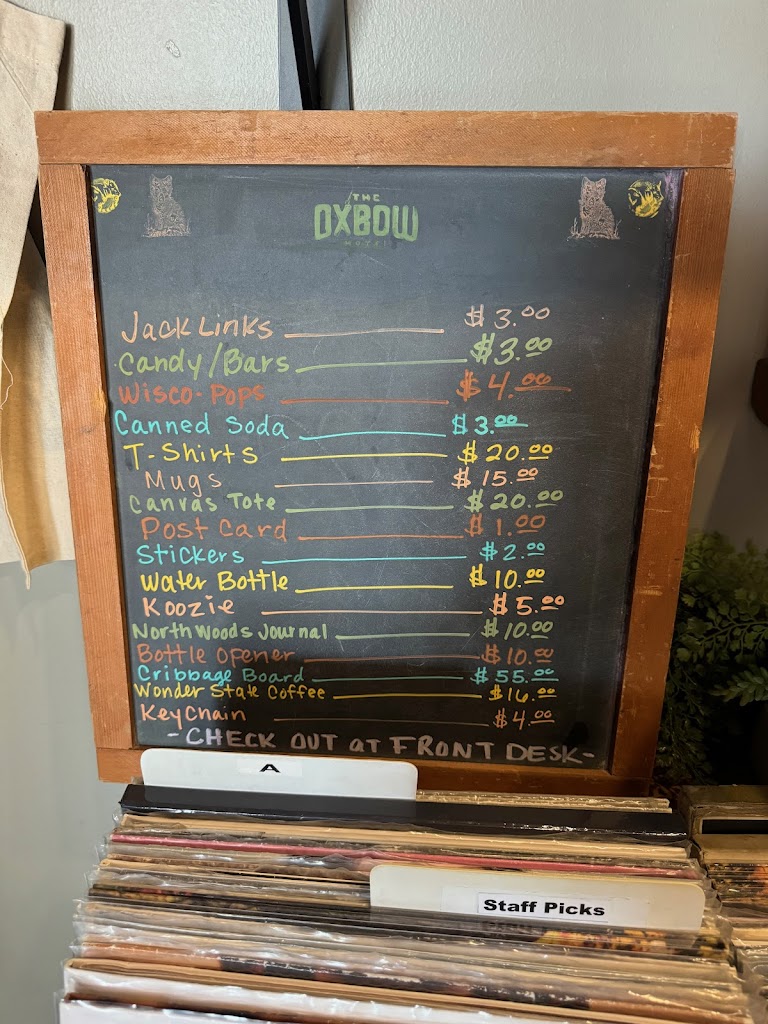 THE
OXBOW
HOTEL
Jack Links $3.00
Candy/Bars $3.00
Wisco-Pops $4.00
Canned Soda $3.00
T-Shirts $20.00
Mugs $15.00
Canvas Tote $20.00
Post Card $1.00
Stickers $2.00
Water Bottle $10.00
Koozie $5.00
NorthWoods Journal $10.00
Bottle Opener $10.00
Cribbage Board $55.00
Wonder State Coffee $16.00
KeyChain $4.00
-CHECK OUT at FRONT DESK-
A
Staff Picks